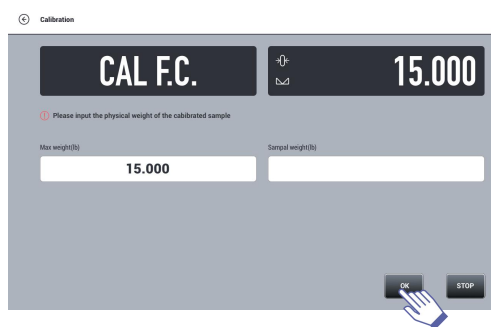 Calibration
CAL F.C.
15.000
Please input the physical weight of the cabibrated sample
Max weight(lb)
Sampal weight(lb)
15.000
OK
STOP